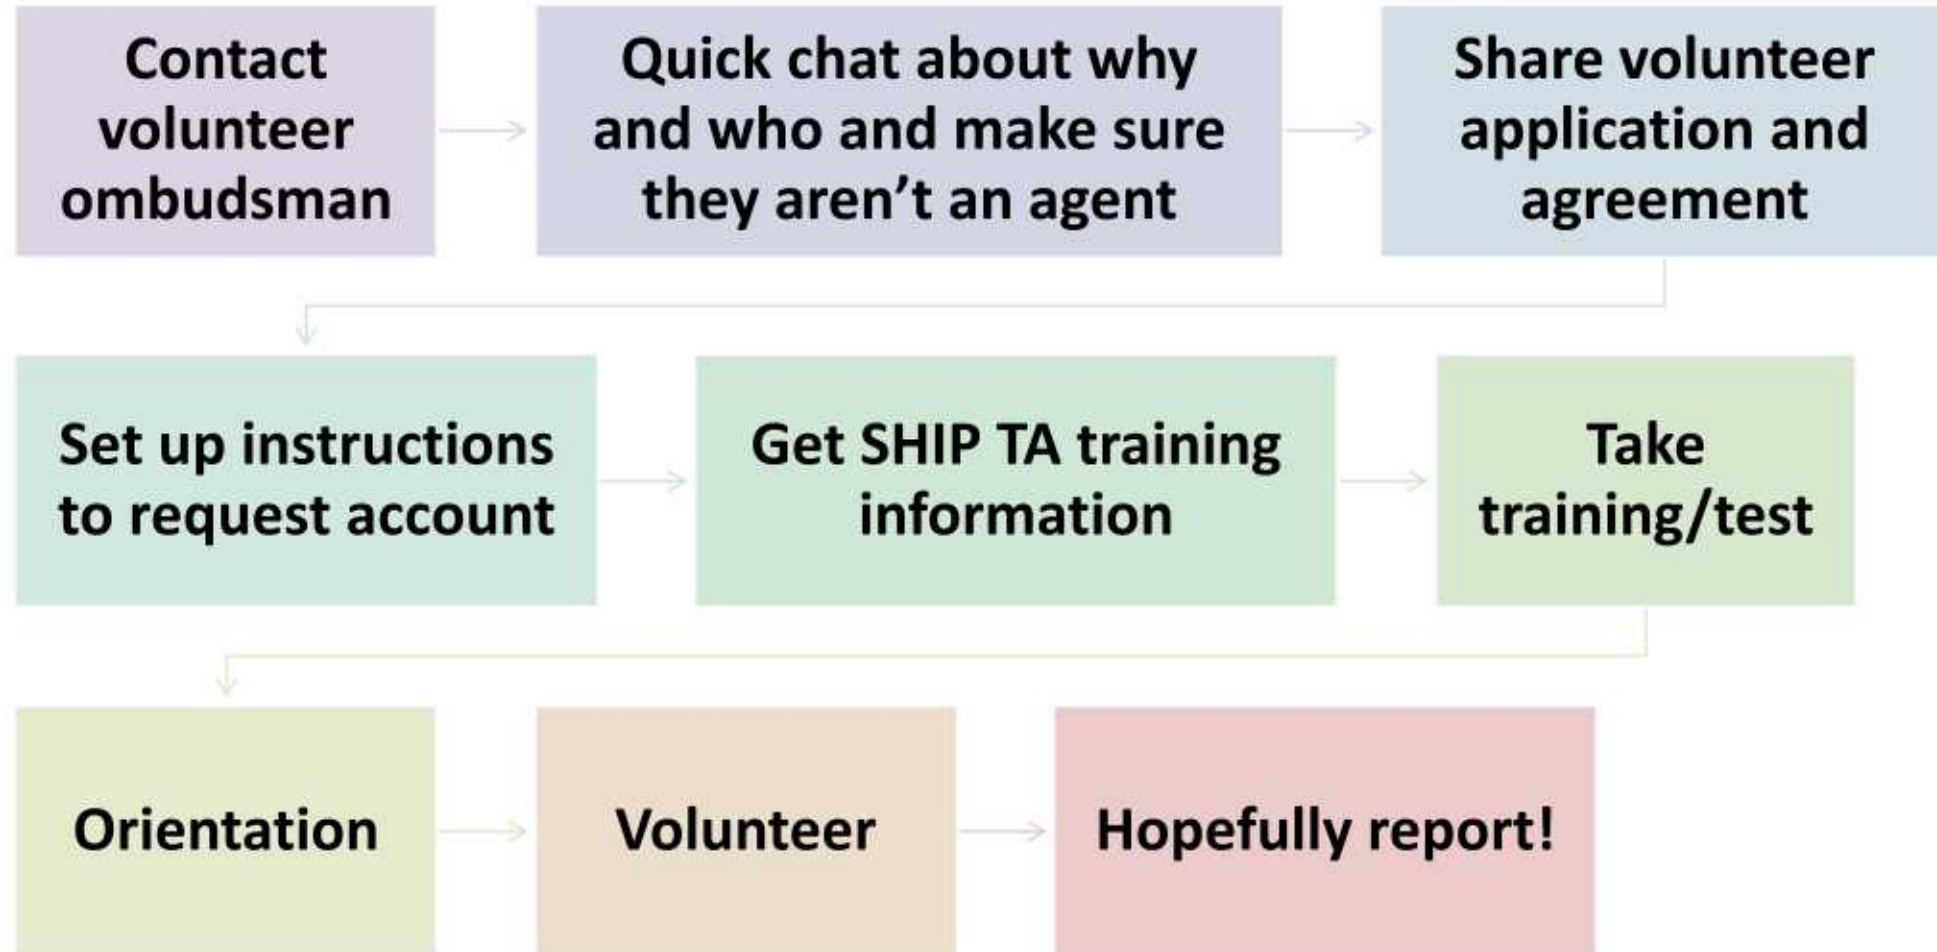 Contact
volunteer
ombudsman
Quick chat about why
and who and make sure
they aren’t an agent
Share volunteer
application and
agreement
Set up instructions
to request account
Get SHIP TA training
information
Take
training/test
Orientation
Volunteer
Hopefully report!